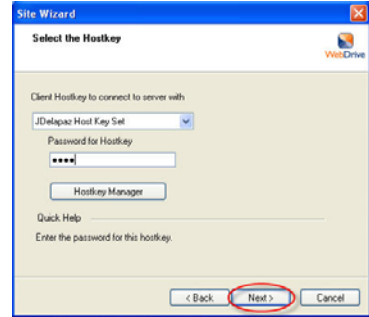 Site Wizard
Select the Hostkey
WebDrive
Client Hostkey to connect to server with
JDelapaz Host Key Set
Password for Hostkey
••••
Hostkey Manager
Quick Help
Enter the password for this hostkey.
< Back Next > Cancel